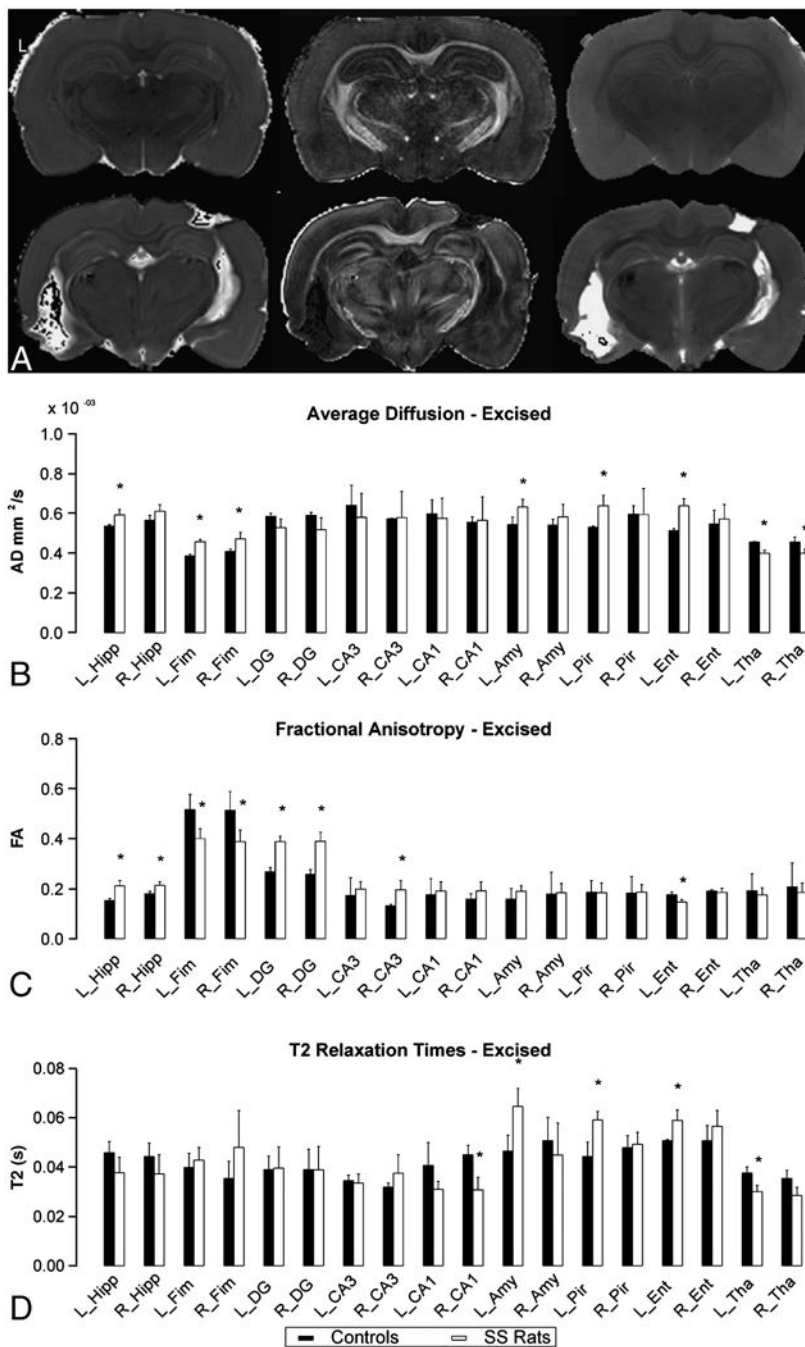 L
A
x 10 -03
Average Diffusion - Excised
AD mm 2/s
1.0
0.8
0.6
0.4
0.2
0.0
* * * * * * * *
L_Hipp R_Hipp L_Fim R_Fim L_DG R_DG L_CA3 R_CA3 L_CA1 R_CA1 L_Amy R_Amy L_Pir R_Pir L_Ent R_Ent L_Tha R_Tha
B
Fractional Anisotropy - Excised
FA
0.8
0.6
0.4
0.2
0.0
* * * * * * * *
L_Hipp R_Hipp L_Fim R_Fim L_DG R_DG L_CA3 R_CA3 L_CA1 R_CA1 L_Amy R_Amy L_Pir R_Pir L_Ent R_Ent L_Tha R_Tha
C
T2 Relaxation Times - Excised
T2 (s)
0.08
0.06
0.04
0.02
0.00
* * * * *
L_Hipp R_Hipp L_Fim R_Fim L_DG R_DG L_CA3 R_CA3 L_CA1 R_CA1 L_Amy R_Amy L_Pir R_Pir L_Ent R_Ent L_Tha R_Tha
D
Controls SS Rats